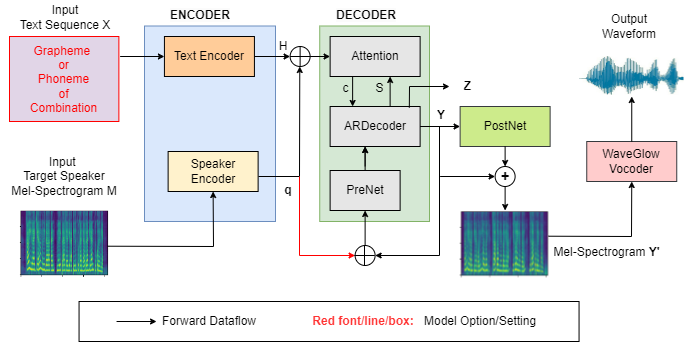 Input
Text Sequence X
ENCODER
DECODER
Output
Waveform
Grapheme
or
Phoneme
of
Combination
Text Encoder
H
Attention
c
S
Z
ARDecoder
Y
PostNet
WaveGlow
Vocoder
Input
Target Speaker
Mel-Spectrogram M
Speaker
Encoder
q
PreNet
+
Mel-Spectrogram Y'
Forward Dataflow
Red font/line/box: Model Option/Setting